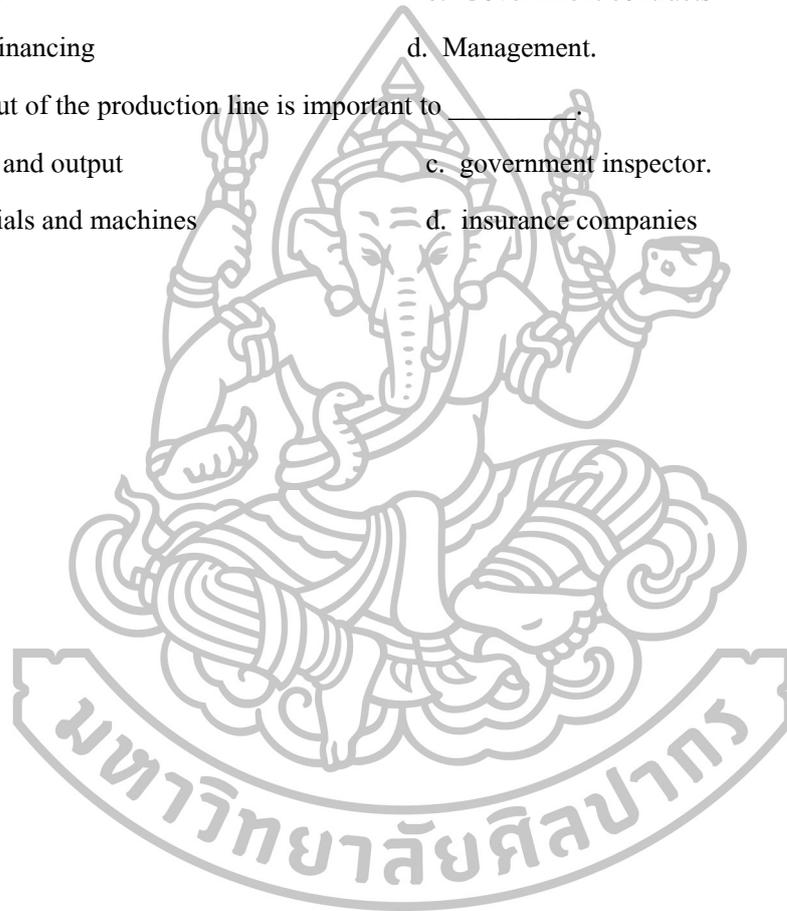 inancing d. Management.
ut of the production line is important to _________.
and output c. government inspector.
ials and machines d. insurance companies
มหาวิทยาลัยศิลปากร